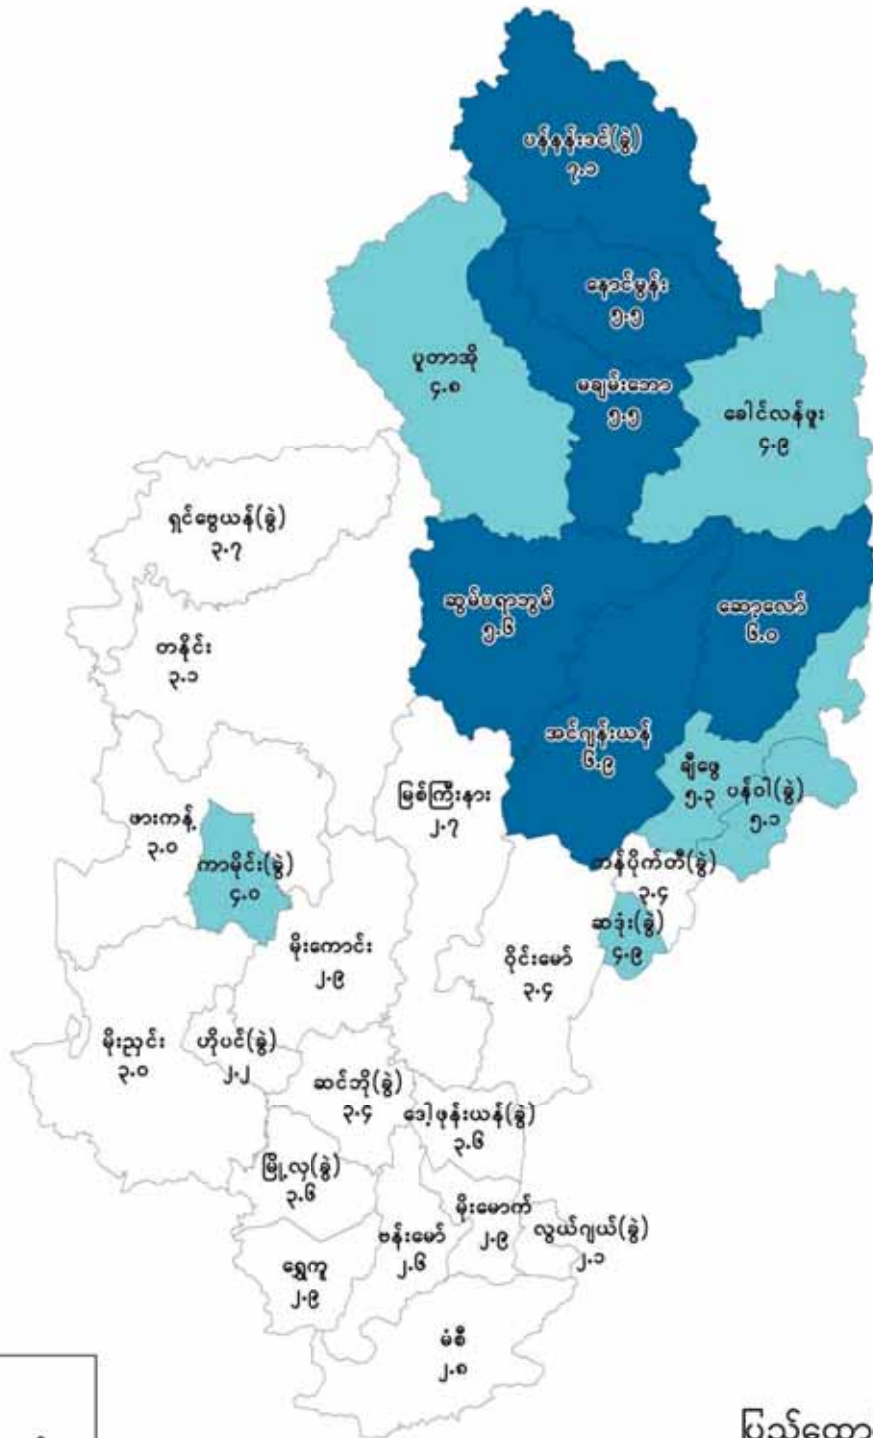 ပန်နန်းဒင်(ခွဲ)
၇.၁
နောင်မွန်း
၅.၅
ပူတာအို
၄.၈
မချမ်းဘော
၅.၅
ခေါင်လန်ဖူး
၄.၉
ရှင်ဗွေယန်(ခွဲ)
၃.၇
ဆွမ်ပရာဘွမ်
၅.၆
ဆော့လော်
၆.၀
တနိုင်း
၃.၁
အင်ဂျန်းယန်
၆.၉
ချီဖွေ
၅.၃
ပန်ဝါ(ခွဲ)
၅.၁
မြစ်ကြီးနား
၂.၇
ဖားကန့်
၃.၀
ကာမိုင်း(ခွဲ)
၄.၀
ကန်ပိုက်တီ(ခွဲ)
၃.၄
ဆဒုံး(ခွဲ)
၄.၉
မိုးကောင်း
၂.၉
ဝိုင်းမော်
၃.၄
မိုးညှင်း
၃.၀
ဟိုပင်(ခွဲ)
၂.၂
ဆင်ဘို(ခွဲ)
၃.၄
ဒေါ့ဖုန်းယန်(ခွဲ)
၃.၆
မြို့လှ(ခွဲ)
၃.၆
မိုးမောက်
၂.၉
လွယ်ဂျယ်(ခွဲ)
၂.၁
ဗန်းမော်
၂.၆
ရွှေကူ
၂.၉
မံစီ
၂.၈